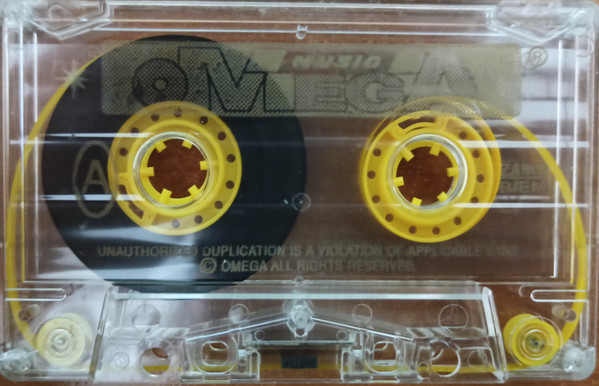 MUSIC
OMEGA
®
A
UNAUTHORIZED DUPLICATION IS A VIOLATION OF APPLICABLE LAWS
© OMEGA ALL RIGHTS RESERVED.